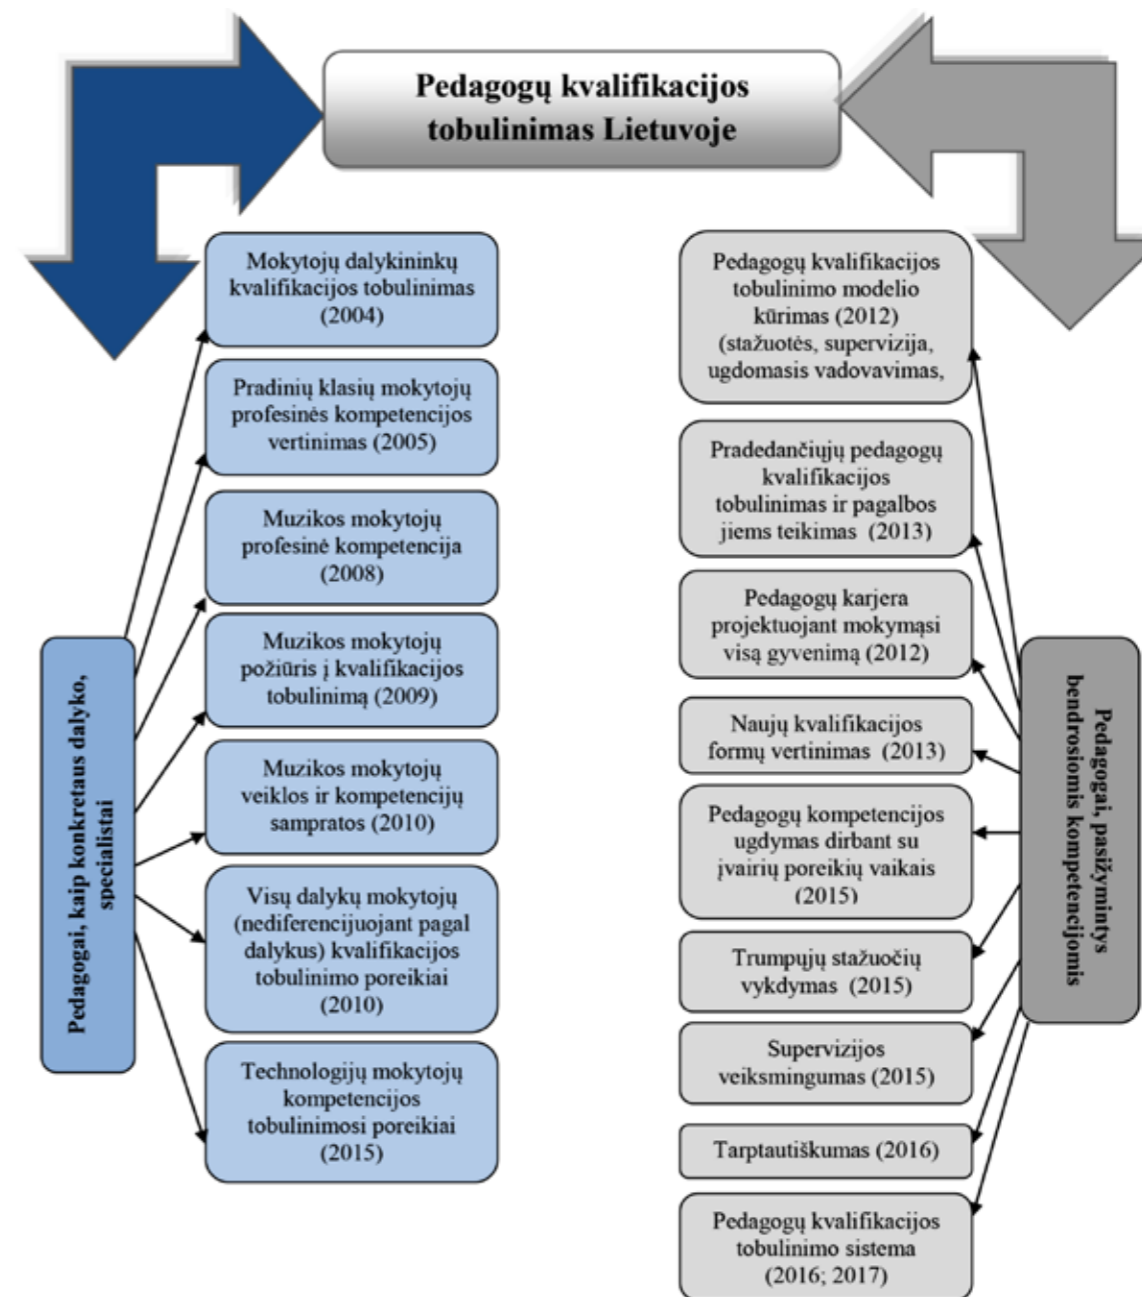 Pedagogų kvalifikacijos
tobulinimas Lietuvoje
Mokytojų dalykininkų
kvalifikacijos tobulinimas
(2004)
Pradinių klasių mokytojų
profesinės kompetencijos
vertinimas (2005)
Muzikos mokytojų
profesinė kompetencija
(2008)
Muzikos mokytojų
požiūris į kvalifikacijos
tobulinimą (2009)
Muzikos mokytojų
veiklos ir kompetencijų
sampratos (2010)
Visų dalykų mokytojų
(nediferencijuojant pagal
dalykus) kvalifikacijos
tobulinimo poreikiai
(2010)
Technologijų mokytojų
kompetencijos
tobulinimosi poreikiai
(2015)
Pedagogai, kaip konkretaus dalyko,
specialistai
Pedagogų kvalifikacijos
tobulinimo modelio
kūrimas (2012)
(stažuotės, supervizija,
ugdomasis vadovavimas,
Pradedančiųjų pedagogų
kvalifikacijos
tobulinimas ir pagalbos
jiems teikimas (2013)
Pedagogų karjera
projektuojant mokymąsi
visą gyvenimą (2012)
Naujų kvalifikacijos
formų vertinimas (2013)
Pedagogų kompetencijos
ugdymas dirbant su
įvairių poreikių vaikais
(2015)
Trumpųjų stažuočių
vykdymas (2015)
Supervizijos
veiksmingumas (2015)
Tarptautiškumas (2016)
Pedagogų kvalifikacijos
tobulinimo sistema
(2016; 2017)
Pedagogai, pasižymintys
bendrosiomis kompetencijomis